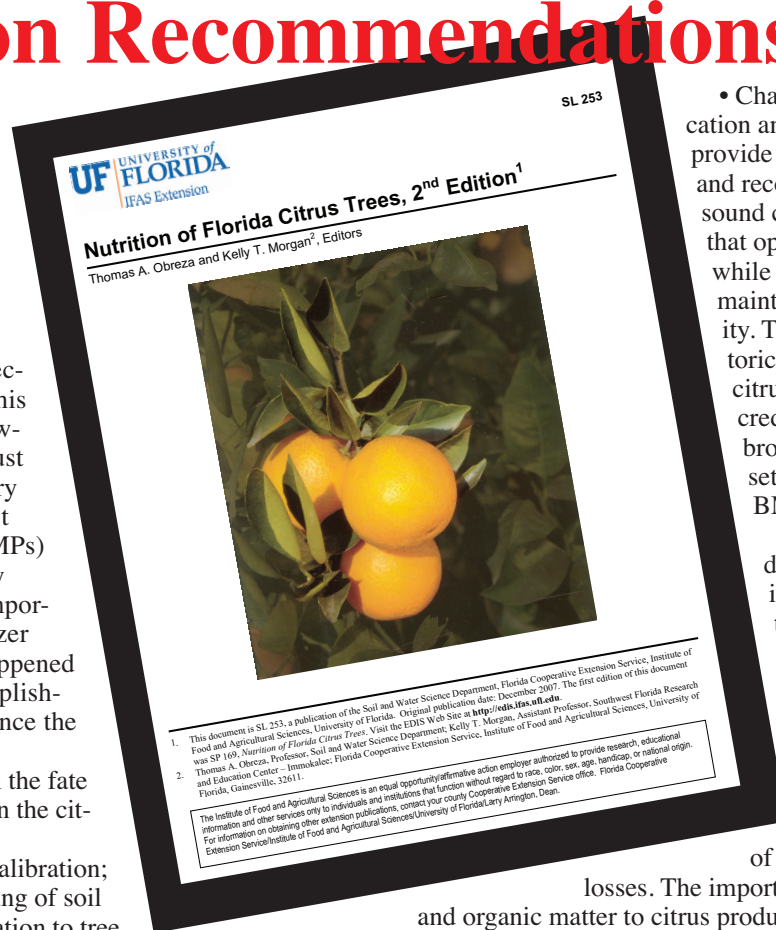 on Recommendations
ec-
his
w-
ust
ry
t
MPs)
y
mpor-
zer
ppened
plish-
nce the
the fate
n the cit-
alibration;
ng of soil
ation to tree
SL 253
UF UNIVERSITY of
FLORIDA
IFAS Extension
Nutrition of Florida Citrus Trees, 2nd Edition1
Thomas A. Obreza and Kelly T. Morgan2, Editors
1. This document is SL 253, a publication of the Soil and Water Science Department, Florida Cooperative Extension Service, Institute of
Food and Agricultural Sciences, University of Florida. Original publication date: December 2007. The first edition of this document
was SP 169, Nutrition of Florida Citrus Trees. Visit the EDIS Web Site at http://edis.ifas.ufl.edu.
2. Thomas A. Obreza, Professor, Soil and Water Science Department; Kelly T. Morgan, Assistant Professor, Southwest Florida Research
and Education Center – Immokalee; Florida Cooperative Extension Service, Institute of Food and Agricultural Sciences, University of
Florida, Gainesville, 32611.
The Institute of Food and Agricultural Sciences is an equal opportunity/affirmative action employer authorized to provide research, educational
information and other services only to individuals and institutions that function without regard to race, color, sex, age, handicap, or national origin.
For information on obtaining other extension publications, contact your county Cooperative Extension Service office. Florida Cooperative
Extension Service/Institute of Food and Agricultural Sciences/University of Florida/Larry Arrington, Dean.
• Cha
cation an
provide
and reco
sound d
that op
while
maint
ity. T
toric
citru
cred
bro
set
BM
d
i
t
of
losses. The import
and organic matter to citrus produ